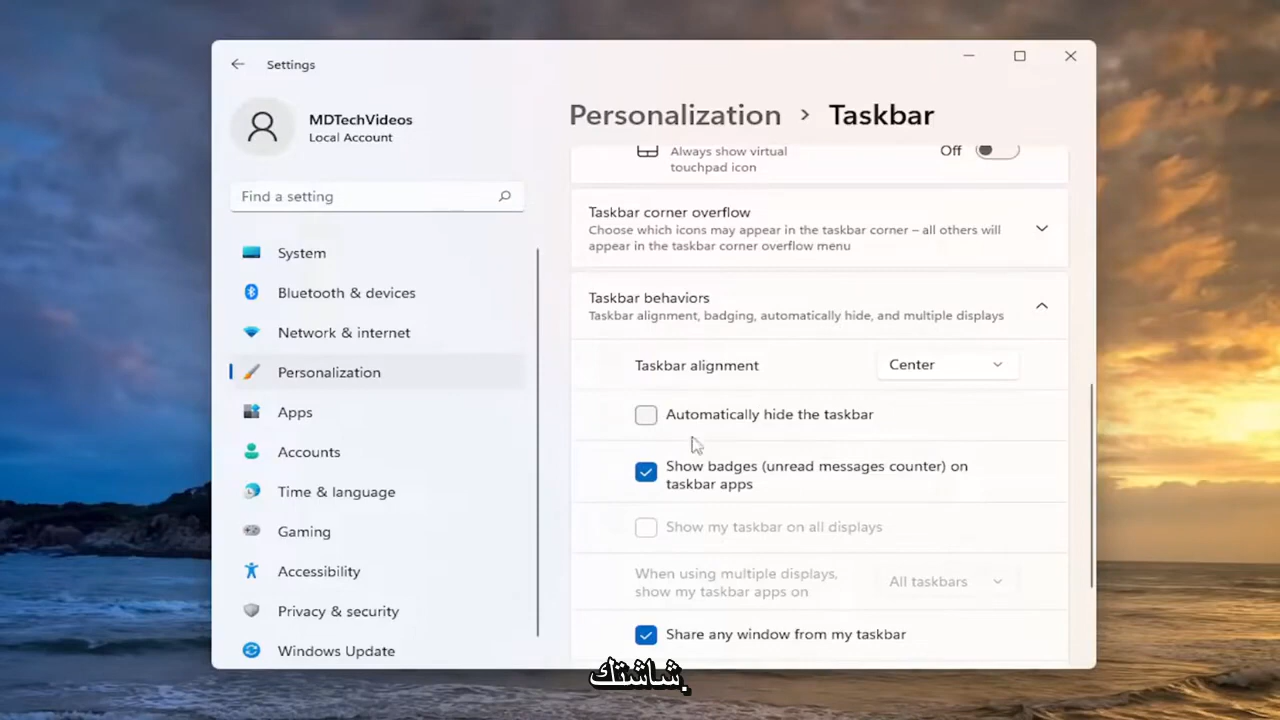 Settings
MDTechVideos
Local Account
Find a setting
System
Bluetooth & devices
Network & internet
Personalization
Apps
Accounts
Time & language
Gaming
Accessibility
Privacy & security
Windows Update
Personalization › Taskbar
Always show virtual
touchpad icon
Off
Taskbar corner overflow
Choose which icons may appear in the taskbar corner – all others will
appear in the taskbar corner overflow menu
Taskbar behaviors
Taskbar alignment, badging, automatically hide, and multiple displays
Taskbar alignment
Center
Automatically hide the taskbar
Show badges (unread messages counter) on
taskbar apps
Show my taskbar on all displays
When using multiple displays,
show my taskbar apps on
All taskbars
Share any window from my taskbar
شاشتك.